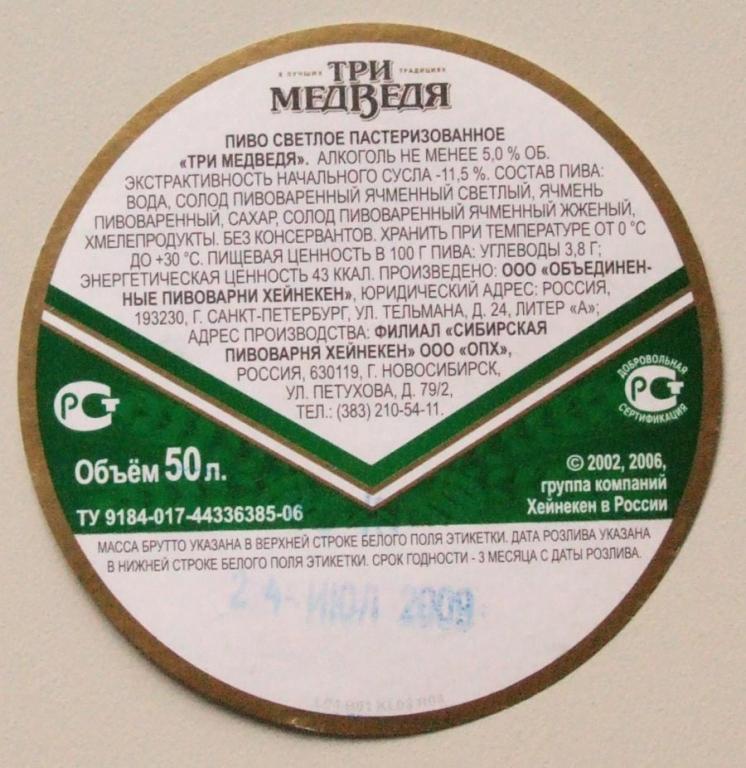 В ЛУЧШИХ ТРАДИЦИЯХ
ТРИ
МЕДВЕДЯ
ПИВО СВЕТЛОЕ ПАСТЕРИЗОВАННОЕ
«ТРИ МЕДВЕДЯ». АЛКОГОЛЬ НЕ МЕНЕЕ 5,0 % ОБ.
ЭКСТРАКТИВНОСТЬ НАЧАЛЬНОГО СУСЛА -11,5 %. СОСТАВ ПИВА:
ВОДА, СОЛОД ПИВОВАРЕННЫЙ ЯЧМЕННЫЙ СВЕТЛЫЙ, ЯЧМЕНЬ
ПИВОВАРЕННЫЙ, САХАР, СОЛОД ПИВОВАРЕННЫЙ ЯЧМЕННЫЙ ЖЖЕНЫЙ,
ХМЕЛЕПРОДУКТЫ. БЕЗ КОНСЕРВАНТОВ. ХРАНИТЬ ПРИ ТЕМПЕРАТУРЕ ОТ 0 °С
ДО +30 °С. ПИЩЕВАЯ ЦЕННОСТЬ В 100 Г ПИВА: УГЛЕВОДЫ 3,8 Г;
ЭНЕРГЕТИЧЕСКАЯ ЦЕННОСТЬ 43 ККАЛ. ПРОИЗВЕДЕНО: ООО «ОБЪЕДИНЕН-
НЫЕ ПИВОВАРНИ ХЕЙНЕКЕН», ЮРИДИЧЕСКИЙ АДРЕС: РОССИЯ,
193230, Г. САНКТ-ПЕТЕРБУРГ, УЛ. ТЕЛЬМАНА, Д. 24, ЛИТЕР «А»;
АДРЕС ПРОИЗВОДСТВА: ФИЛИАЛ «СИБИРСКАЯ
ПИВОВАРНЯ ХЕЙНЕКЕН» ООО «ОПХ»,
РОССИЯ, 630119, Г. НОВОСИБИРСК,
УЛ. ПЕТУХОВА, Д. 79/2,
ТЕЛ.: (383) 210-54-11.
РСТ
ДОБРОВОЛЬНАЯ
РСТ
СЕРТИФИКАЦИЯ
Объём 50 л.
ТУ 9184-017-44336385-06
© 2002, 2006,
группа компаний
Хейнекен в России
МАССА БРУТТО УКАЗАНА В ВЕРХНЕЙ СТРОКЕ БЕЛОГО ПОЛЯ ЭТИКЕТКИ. ДАТА РОЗЛИВА УКАЗАНА
В НИЖНЕЙ СТРОКЕ БЕЛОГО ПОЛЯ ЭТИКЕТКИ. СРОК ГОДНОСТИ - 3 МЕСЯЦА С ДАТЫ РОЗЛИВА.
24-ИЮЛ 2009